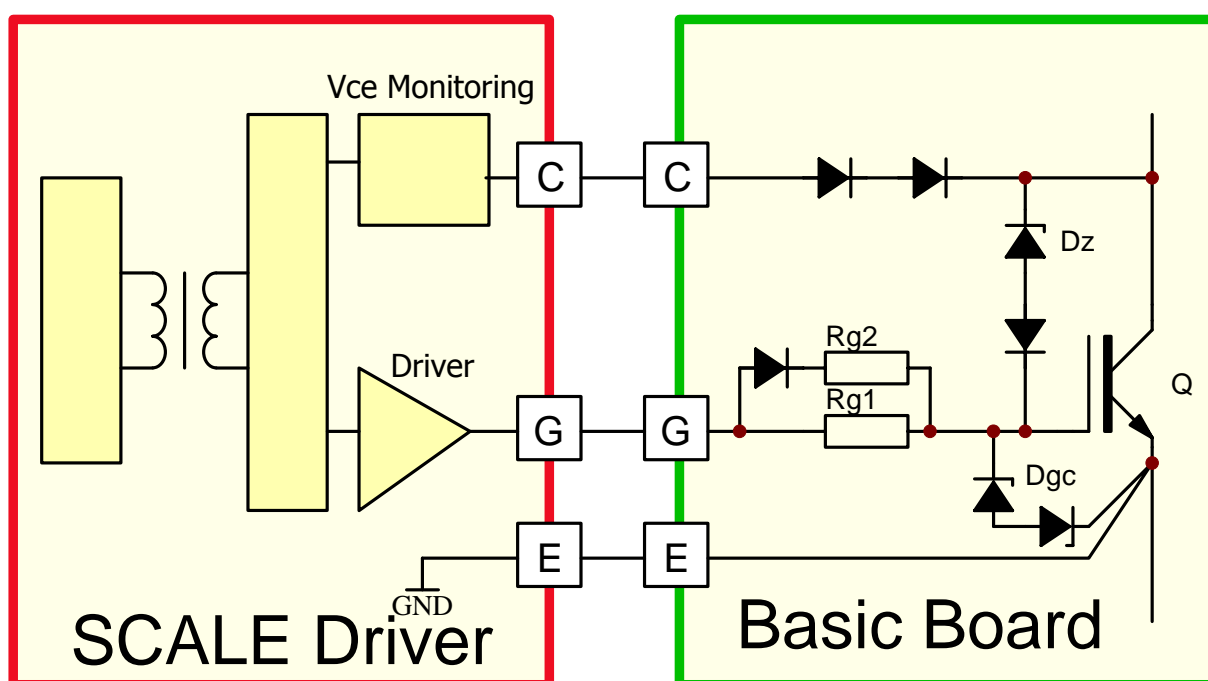 Vce Monitoring
C
C
Dz
Driver
Rg2
Rg1
Q
G
G
Dgc
E
E
GND
SCALE Driver
Basic Board